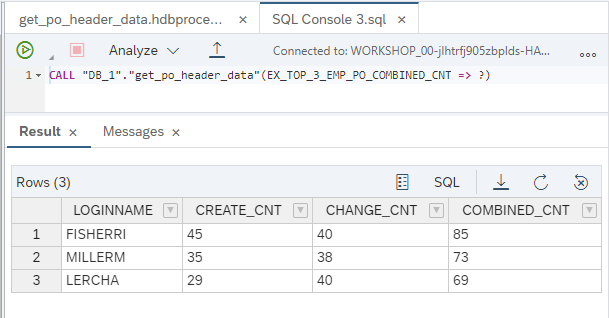 get_po_header_data.hdbproce... × SQL Console 3.sql ×
Analyze Connected to: WORKSHOP_00-jlhtrfj905zbplds-HA... ...
1 CALL "DB_1"."get_po_header_data"(EX_TOP_3_EMP_PO_COMBINED_CNT => ?)
Result × Messages ×
Rows (3) SQL
LOGINNAME CREATE_CNT CHANGE_CNT COMBINED_CNT
1 FISHERRI 45 40 85
2 MILLERM 35 38 73
3 LERCHA 29 40 69